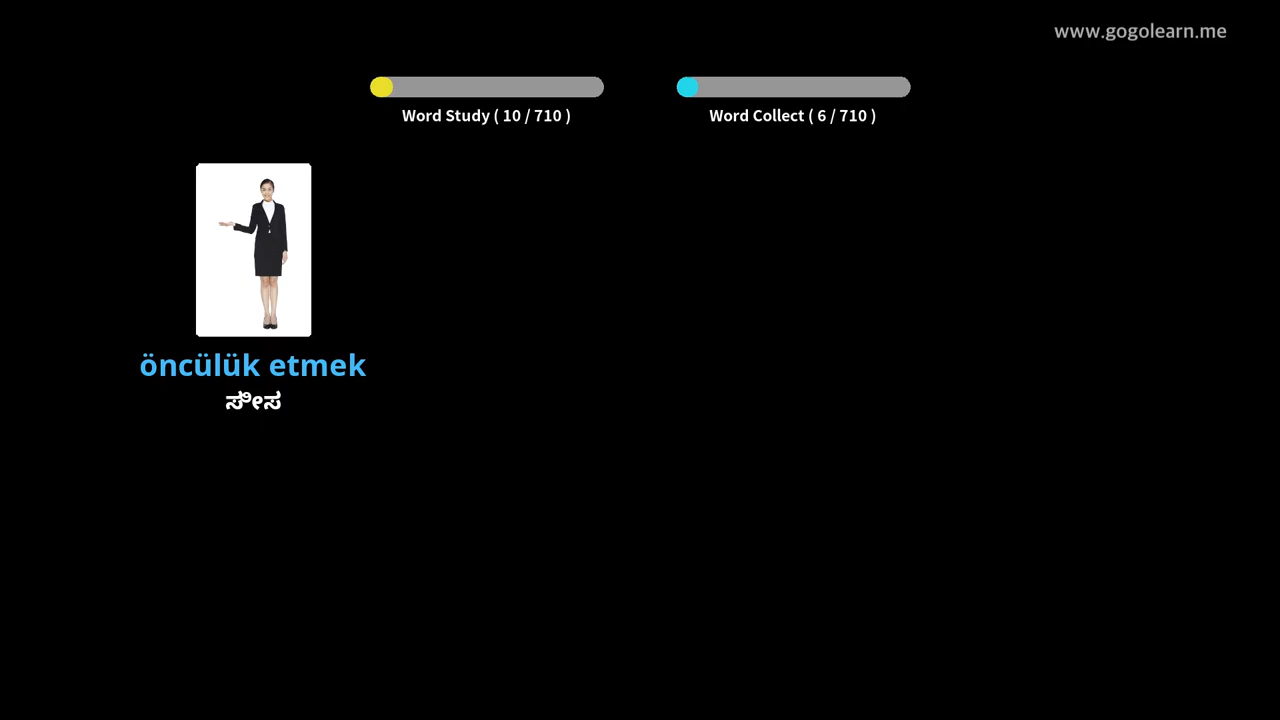 www.gogolearn.me
Word Study ( 10 / 710 )
Word Collect ( 6 / 710 )
öncülük etmek
ಸೀಸ